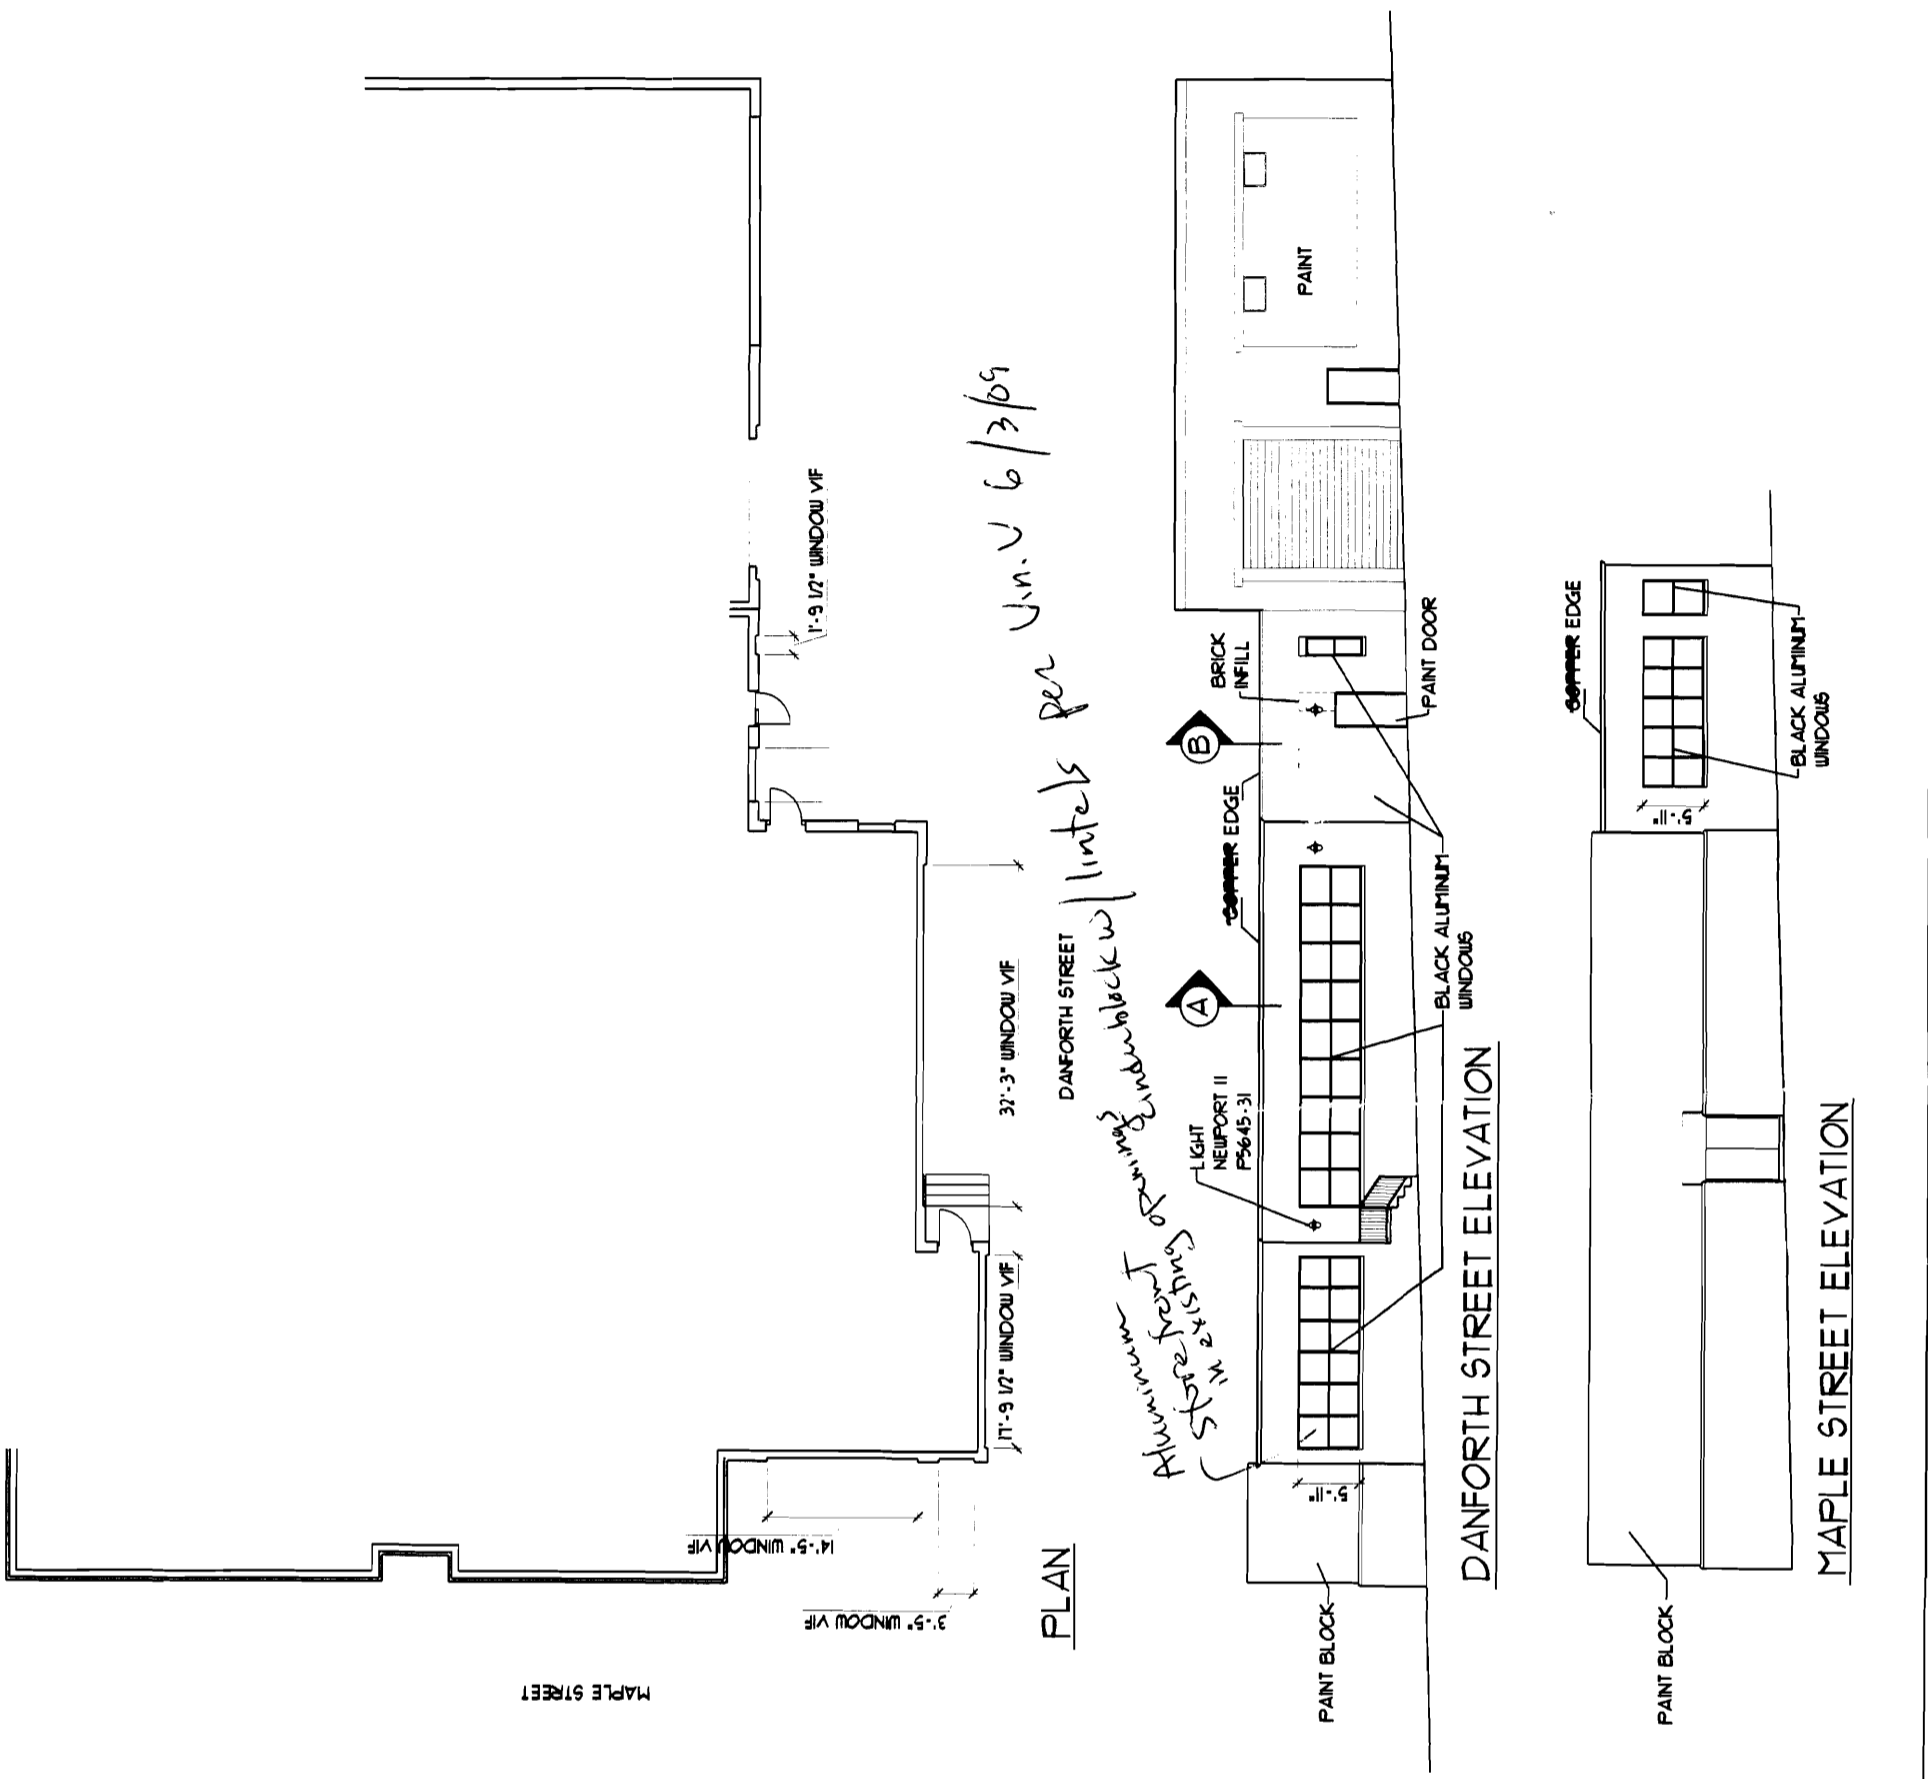 MAPLE STREET
14'-5" WINDOW VIF
3'-5" WINDOW VIF
17'-9 1/2" WINDOW VIF
32'-3" WINDOW VIF
1'-9 1/2" WINDOW VIF
DANFORTH STREET
PLAN
Aluminum
Storefront openings
in existing cinderblock w/ lintels per 6/3/09
PAINT BLOCK
5'-11"
LIGHT
NEWPORT II
P5645-31
A
COPPER EDGE
B
BRICK
INFILL
PAINT DOOR
PAINT
BLACK ALUMINUM
WINDOWS
DANFORTH STREET ELEVATION
PAINT BLOCK
5'-11"
COPPER EDGE
BLACK ALUMINUM
WINDOWS
MAPLE STREET ELEVATION